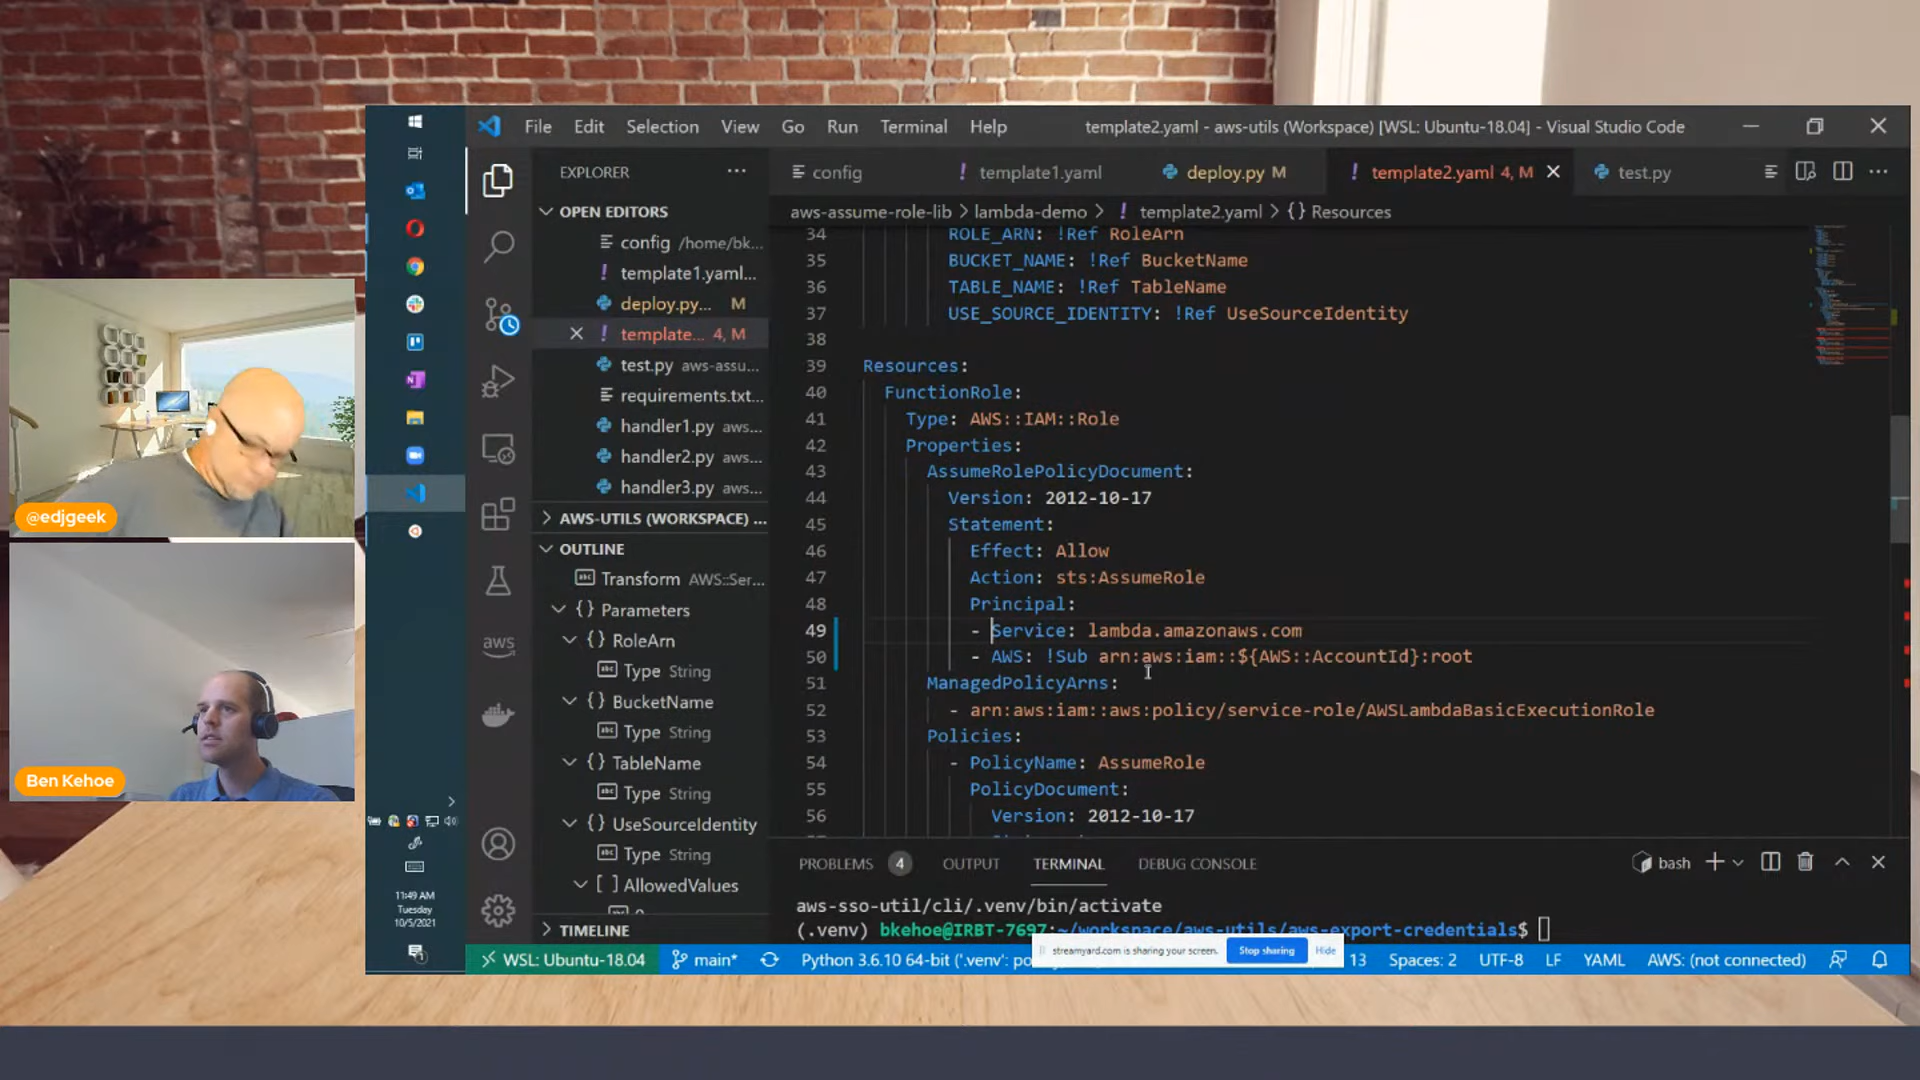 @edjgeek
Ben Kehoe
11:49 AM
Tuesday
10/5/2021
File Edit Selection View Go Run Terminal Help
template2.yaml - aws-utils (Workspace) [WSL: Ubuntu-18.04] - Visual Studio Code
EXPLORER ...
OPEN EDITORS
config /home/bk...
! template1.yaml...
deploy.py... M
! template... 4, M
test.py aws-assu...
requirements.txt...
handler1.py aws...
handler2.py aws...
handler3.py aws...
AWS-UTILS (WORKSPACE) ...
OUTLINE
Transform AWS::Ser...
{} Parameters
{} RoleArn
Type String
{} BucketName
Type String
{} TableName
Type String
{} UseSourceIdentity
Type String
[ ] AllowedValues
TIMELINE
aws
config ! template1.yaml deploy.py M ! template2.yaml 4, M test.py
aws-assume-role-lib > lambda-demo > ! template2.yaml > {} Resources
34 ROLE_ARN: !Ref RoleArn
35 BUCKET_NAME: !Ref BucketName
36 TABLE_NAME: !Ref TableName
37 USE_SOURCE_IDENTITY: !Ref UseSourceIdentity
38
39 Resources:
40 FunctionRole:
41 Type: AWS::IAM::Role
42 Properties:
43 AssumeRolePolicyDocument:
44 Version: 2012-10-17
45 Statement:
46 Effect: Allow
47 Action: sts:AssumeRole
48 Principal:
49 - Service: lambda.amazonaws.com
50 - AWS: !Sub arn:aws:iam::${AWS::AccountId}:root
51 ManagedPolicyArns:
52 - arn:aws:iam::aws:policy/service-role/AWSLambdaBasicExecutionRole
53 Policies:
54 - PolicyName: AssumeRole
55 PolicyDocument:
56 Version: 2012-10-17
PROBLEMS 4 OUTPUT TERMINAL DEBUG CONSOLE bash
aws-sso-util/cli/.venv/bin/activate
(.venv) bkehoe@IRBT-7697:~/workspace/aws-utils/aws-export-credentials$
streamyard.com is sharing your screen. Stop sharing Hide
WSL: Ubuntu-18.04 main* Python 3.6.10 64-bit ('.venv': 13 Spaces: 2 UTF-8 LF YAML AWS: (not connected)